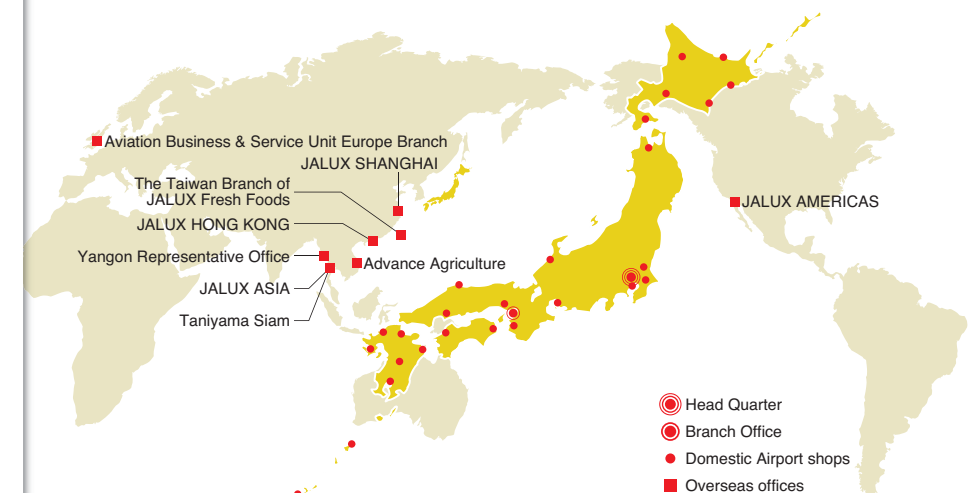 Aviation Business & Service Unit Europe Branch
JALUX SHANGHAI
The Taiwan Branch of
JALUX Fresh Foods
JALUX HONG KONG
Yangon Representative Office
Advance Agriculture
JALUX ASIA
Taniyama Siam
JALUX AMERICAS
Head Quarter
Branch Office
Domestic Airport shops
Overseas offices